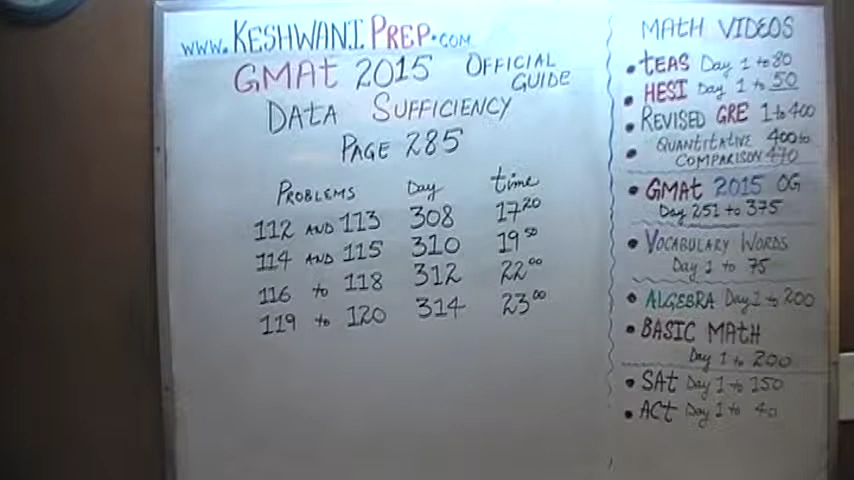 www.KESHWANIPREP.COM
GMAt 2015 OFFICIAL GUIDE
DATA SUFFICIENCY
PAGE 285
PROBLEMS Day time
112 AND 113 308 17 20
114 AND 115 310 19 50
116 to 118 312 22 00
119 to 120 314 23 00
MATH VIDEOS
• tEAS Day 1 to 80
• HESI Day 1 to 50
• REVISED GRE 1 to 400
• QUANTITATIVE 400 to
COMPARISON 470
• GMAt 2015 OG
Day 251 to 375
• VOCABULARY WORDS
Day 1 to 75
• ALGEBRA Day 1 to 200
• BASIC MATH
Day 1 to 200
• SAt Day 1 to 150
• ACt Day 1 to 40